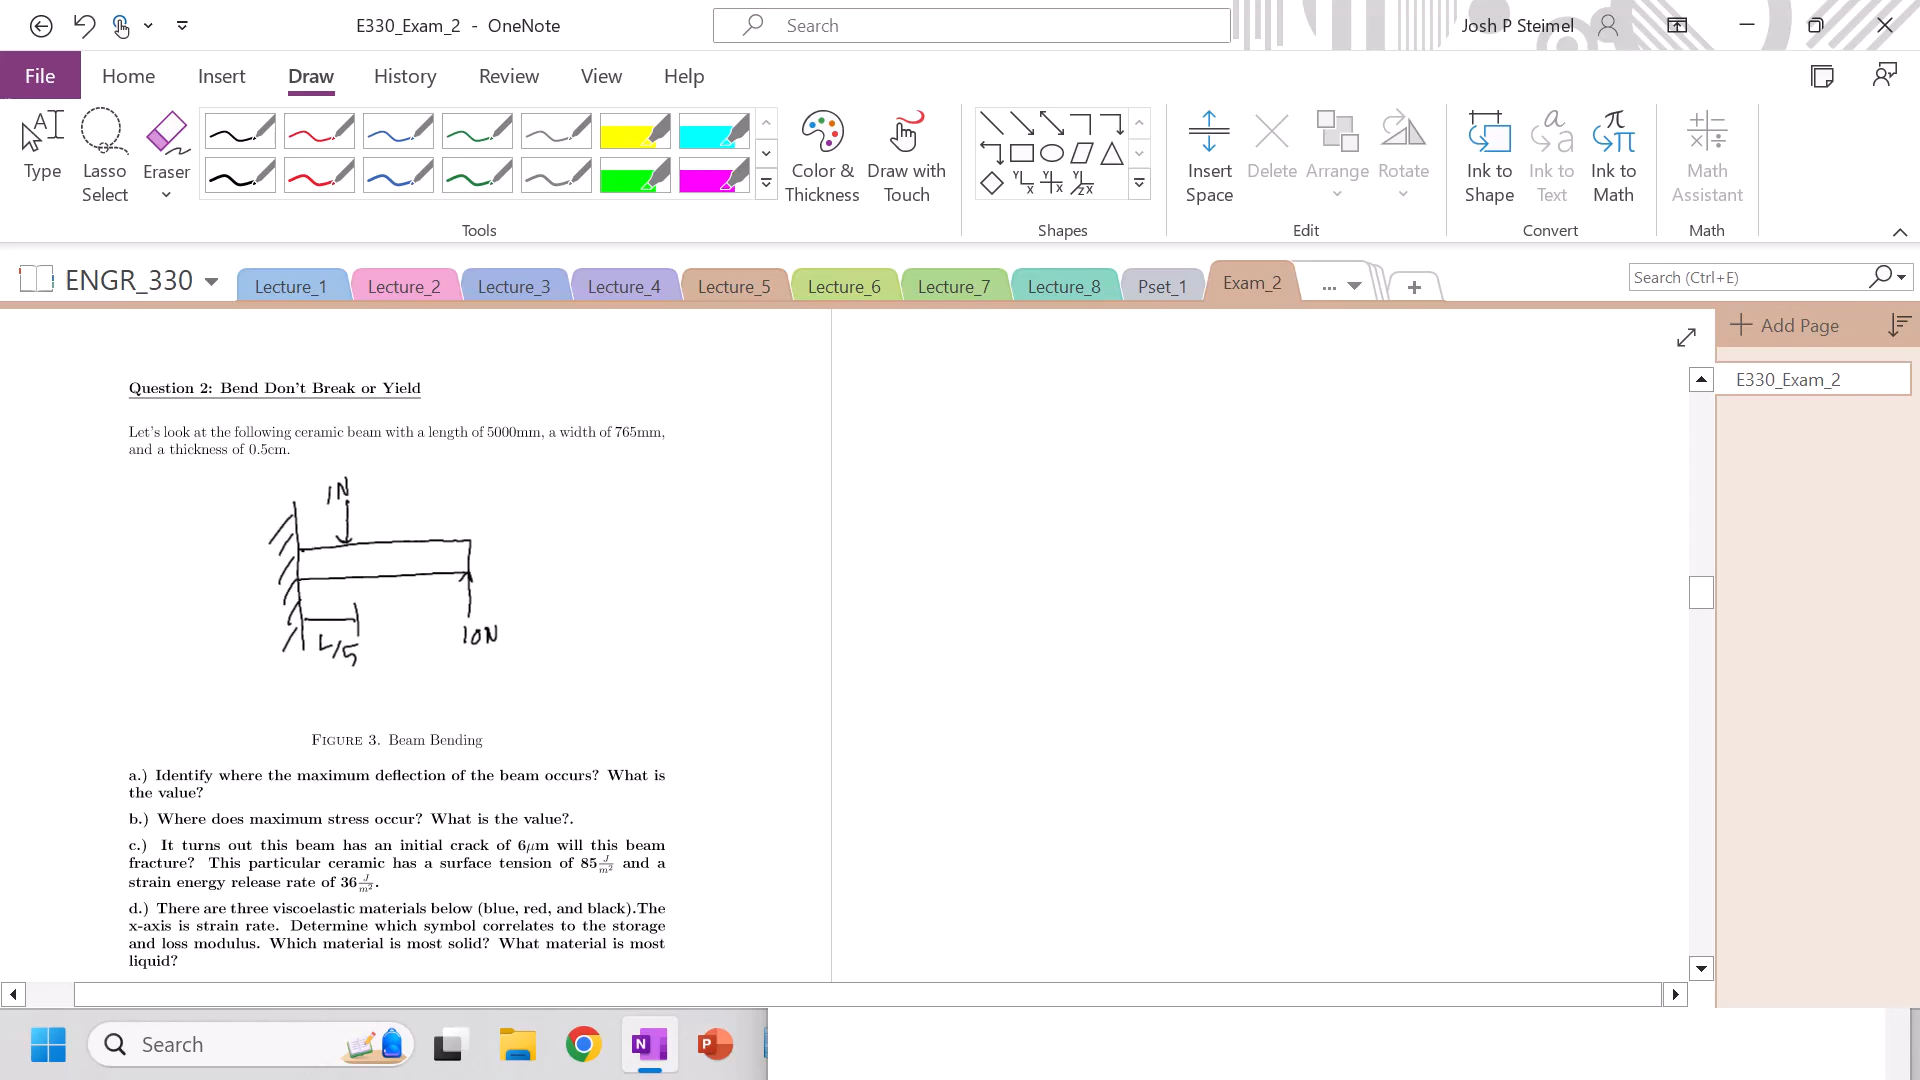 E330_Exam_2 - OneNote
Search
Josh P Steimel
File
Home
Insert
Draw
History
Review
View
Help
Type
Lasso Select
Eraser
Color & Thickness
Draw with Touch
Insert Space
Delete
Arrange
Rotate
Ink to Shape
Ink to Text
Ink to Math
Math Assistant
Tools
Shapes
Edit
Convert
Math
ENGR_330
Lecture_1
Lecture_2
Lecture_3
Lecture_4
Lecture_5
Lecture_6
Lecture_7
Lecture_8
Pset_1
Exam_2
...
Search (Ctrl+E)
Add Page
E330_Exam_2
Question 2: Bend Don't Break or Yield
Let's look at the following ceramic beam with a length of 5000mm, a width of 765mm,
and a thickness of 0.5cm.
1N
L/5
10N
Figure 3. Beam Bending
a.) Identify where the maximum deflection of the beam occurs? What is
the value?
b.) Where does maximum stress occur? What is the value?.
c.) It turns out this beam has an initial crack of 6μm will this beam
fracture? This particular ceramic has a surface tension of 85 J/m² and a
strain energy release rate of 36 J/m².
d.) There are three viscoelastic materials below (blue, red, and black).The
x-axis is strain rate. Determine which symbol correlates to the storage
and loss modulus. Which material is most solid? What material is most
liquid?
Search